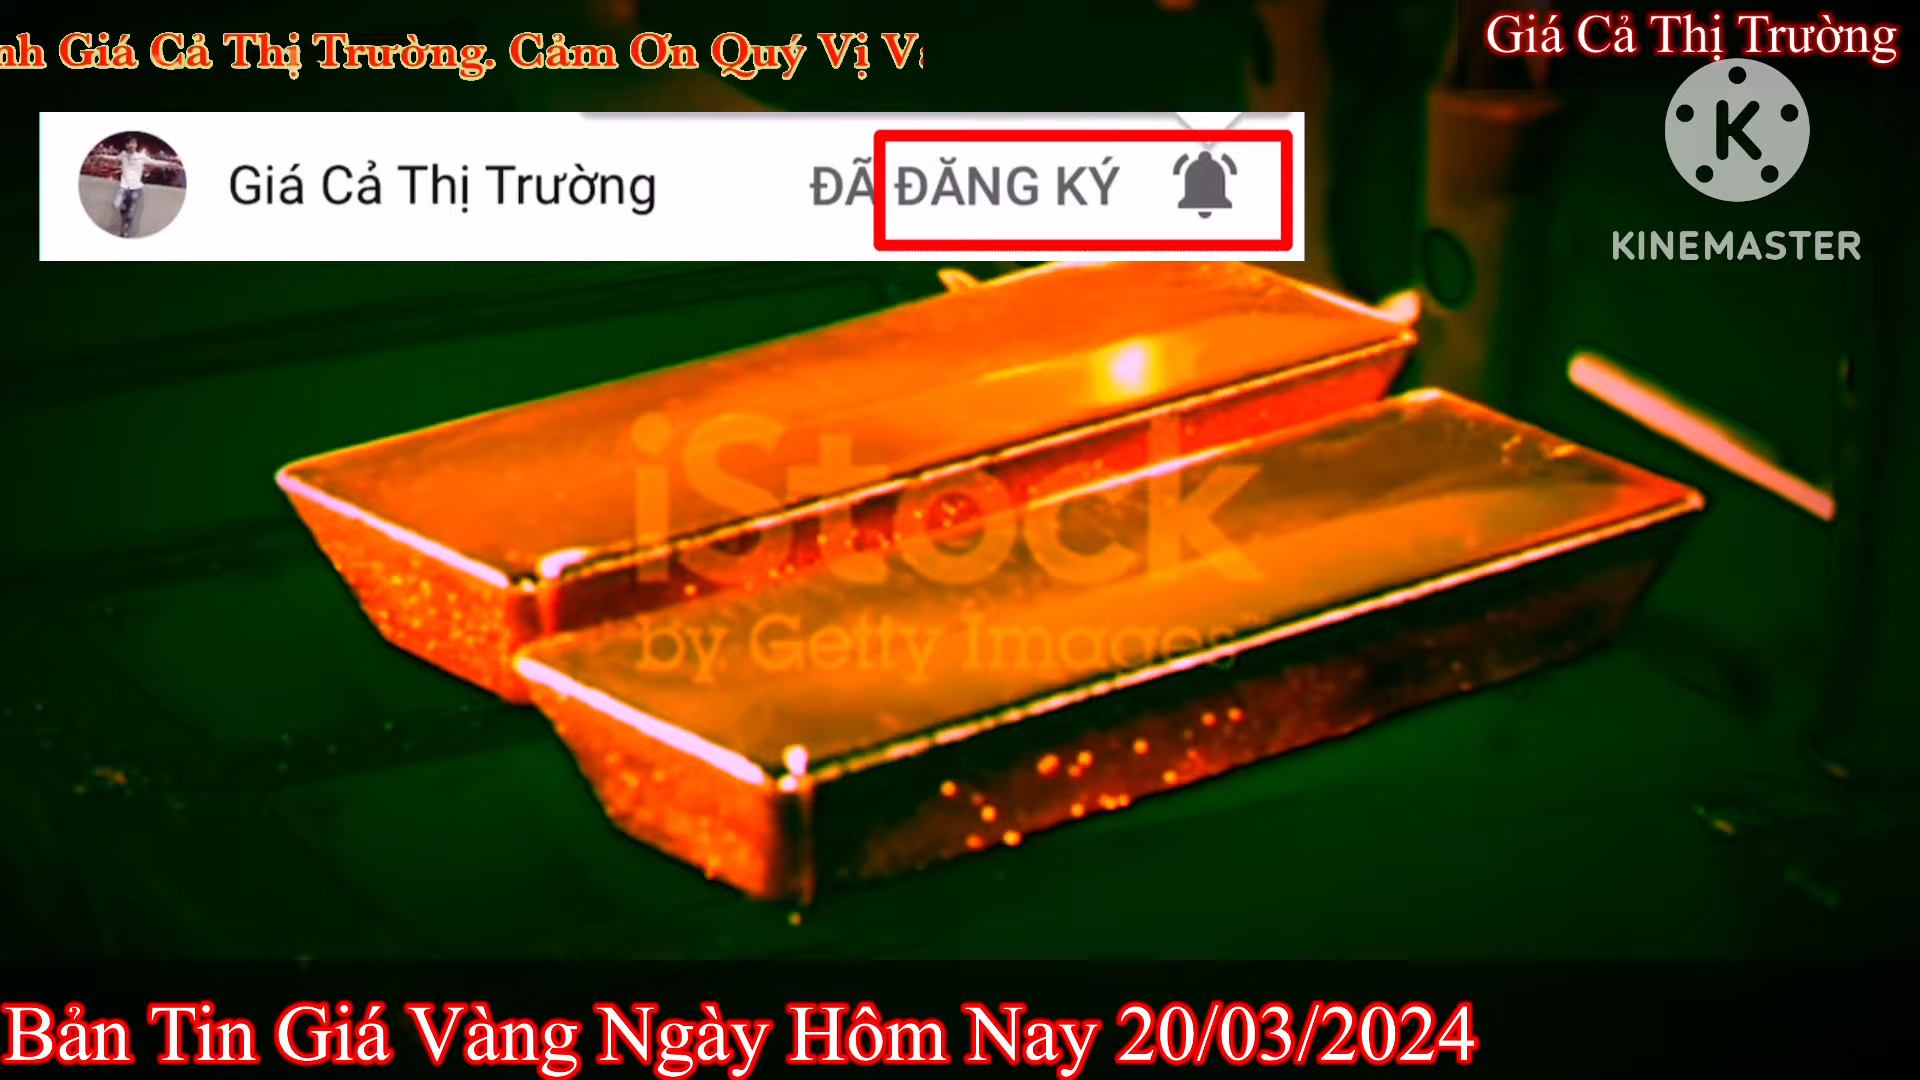 Giá Cả Thị Trường. Cảm Ơn Quý Vị
Giá Cả Thị Trường
Giá Cả Thị Trường ĐÃ ĐĂNG KÝ
K
KINEMASTER
iStock
by Getty Images™
Bản Tin Giá Vàng Ngày Hôm Nay 20/03/2024